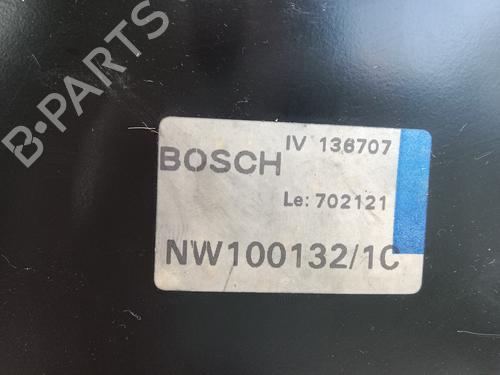 B-PARTS
IV 136707
BOSCH
Le: 702121
NW100132/1C